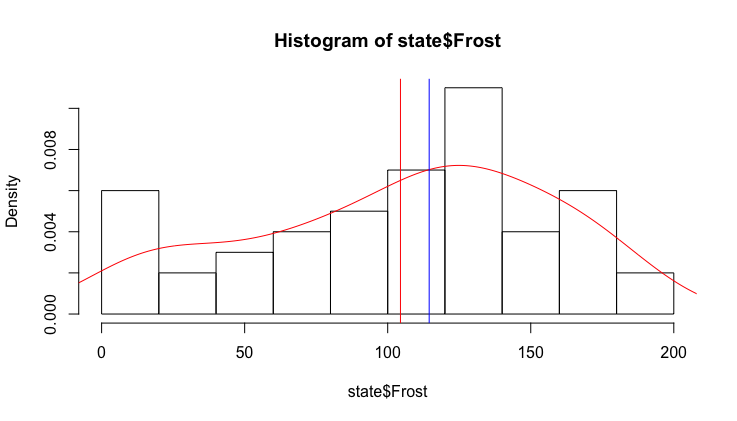 Histogram of state$Frost
Density
0.008
0.004
0.000
0 50 100 150 200
state$Frost